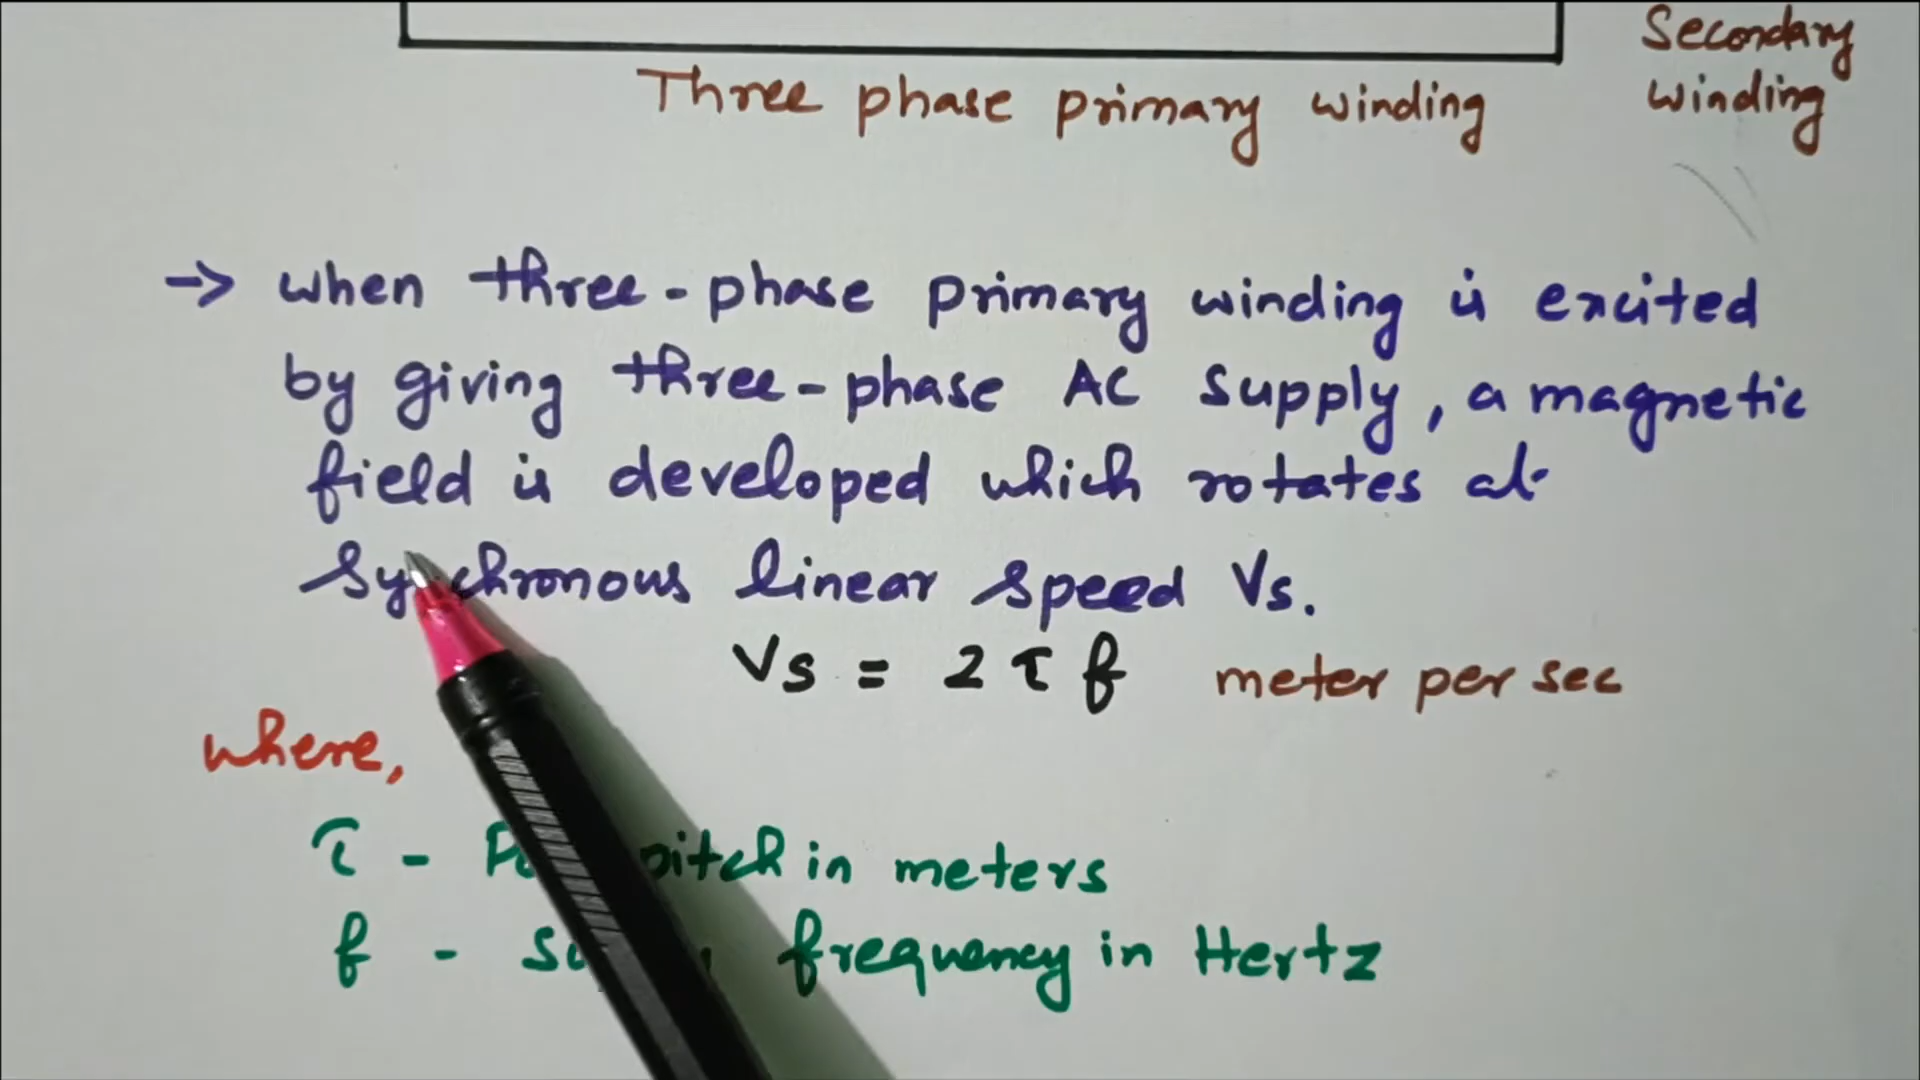 Secondary
winding
Three phase primary winding
→ when three-phase primary winding is excited
by giving three-phase AC supply, a magnetic
field is developed which rotates at
synchronous linear speed Vs.
Vs = 2 τ f meter per sec
where,
τ - pitch in meters
f - frequency in Hertz